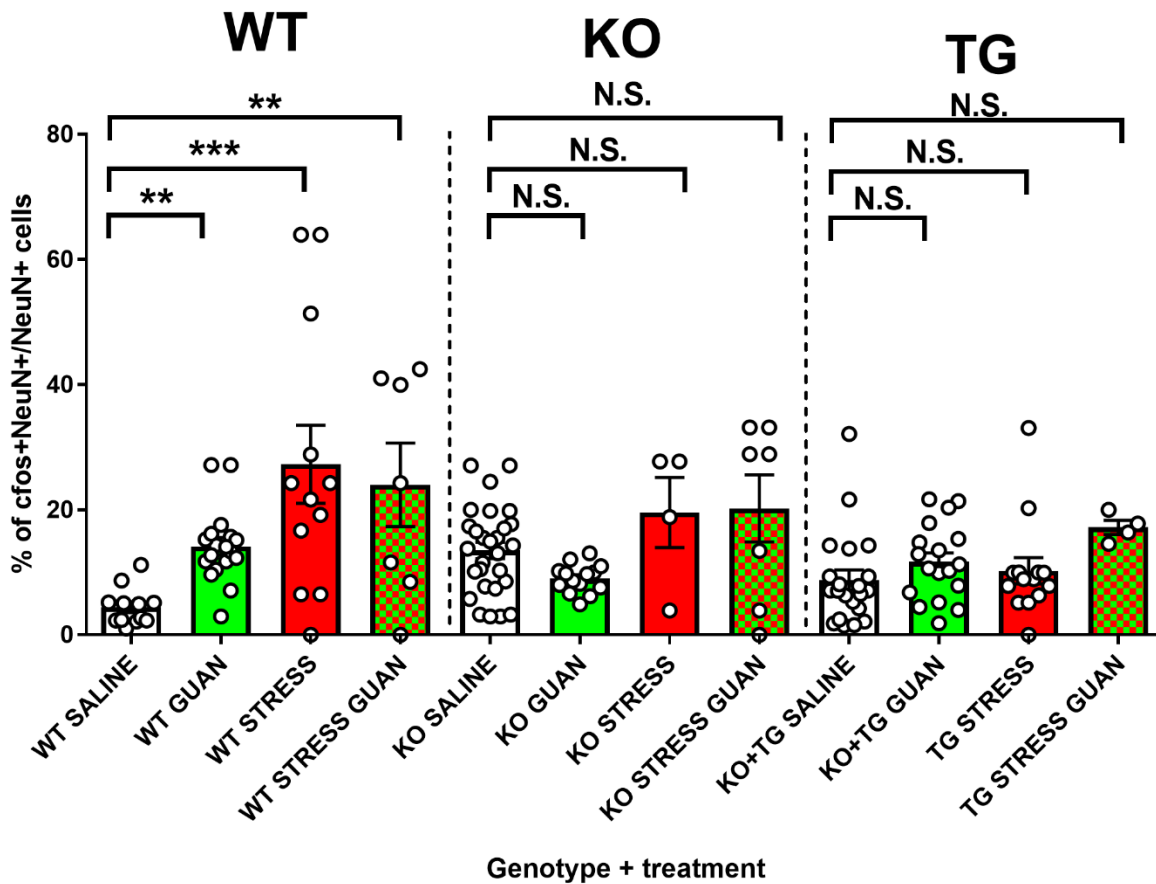 WT KO TG
** N.S. N.S.
*** N.S. N.S.
** N.S. N.S.
% of cfos+NeuN+/NeuN+ cells
80
60
40
20
0
WT SALINE
WT GUAN
WT STRESS
WT STRESS GUAN
KO SALINE
KO GUAN
KO STRESS
KO STRESS GUAN
KO+TG SALINE
KO+TG GUAN
TG STRESS
TG STRESS GUAN
Genotype + treatment